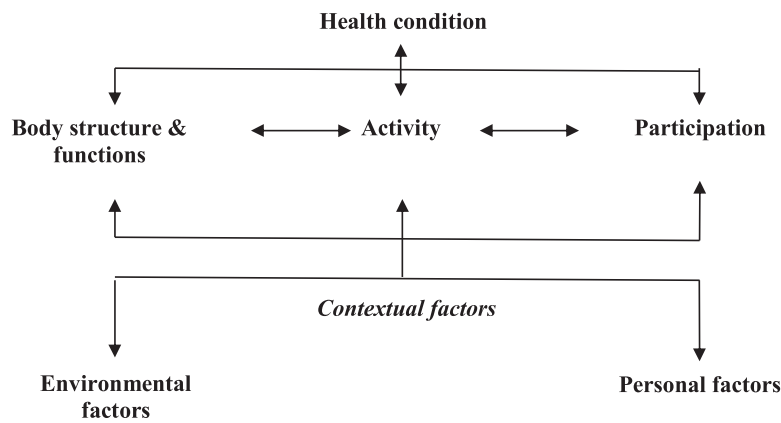 Health condition
Body structure &
functions
Activity
Participation
Contextual factors
Environmental
factors
Personal factors